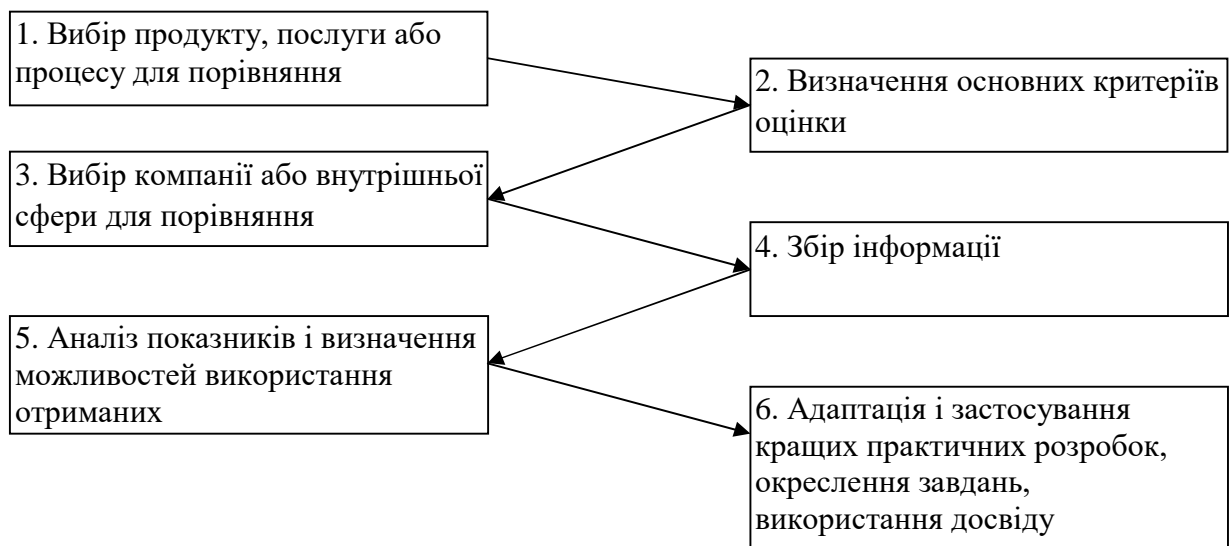 1. Вибір продукту, послуги або
процесу для порівняння
2. Визначення основних критеріїв
оцінки
3. Вибір компанії або внутрішньої
сфери для порівняння
4. Збір інформації
5. Аналіз показників і визначення
можливостей використання
отриманих
6. Адаптація і застосування
кращих практичних розробок,
окреслення завдань,
використання досвіду